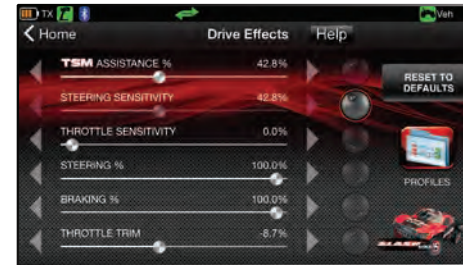 TX
Veh
Home
Drive Effects
Help
TSM ASSISTANCE %
42.8%
STEERING SENSITIVITY
42.8%
THROTTLE SENSITIVITY
0.0%
STEERING %
100.0%
BRAKING %
100.0%
THROTTLE TRIM
-8.7%
RESET TO
DEFAULTS
PROFILES
SLASH